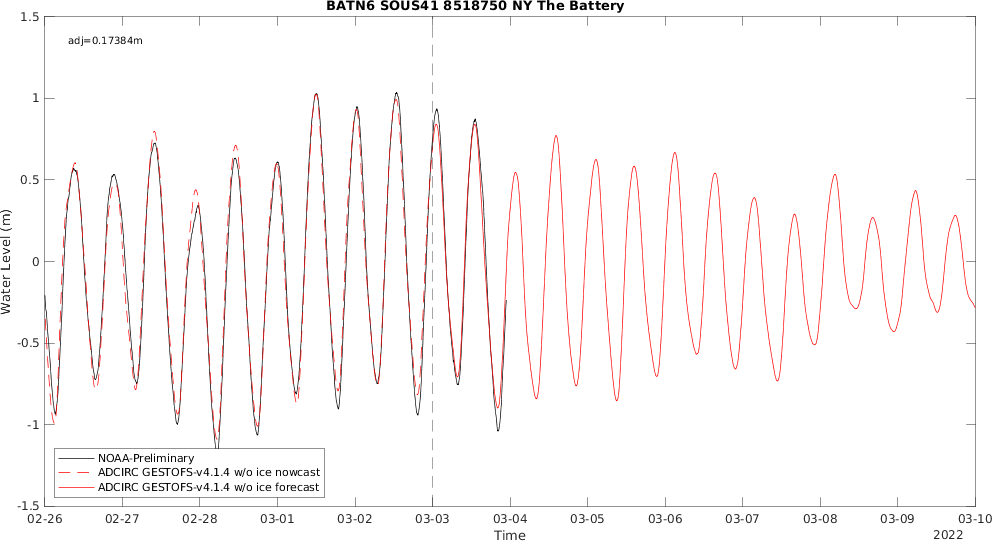 BATN6 SOUS41 8518750 NY The Battery
adj=0.17384m
1.5
1
0.5
0
-0.5
-1
-1.5
Water Level (m)
NOAA-Preliminary
ADCIRC GESTOFS-v4.1.4 w/o ice nowcast
ADCIRC GESTOFS-v4.1.4 w/o ice forecast
02-26 02-27 02-28 03-01 03-02 03-03 03-04 03-05 03-06 03-07 03-08 03-09 03-10
Time
2022